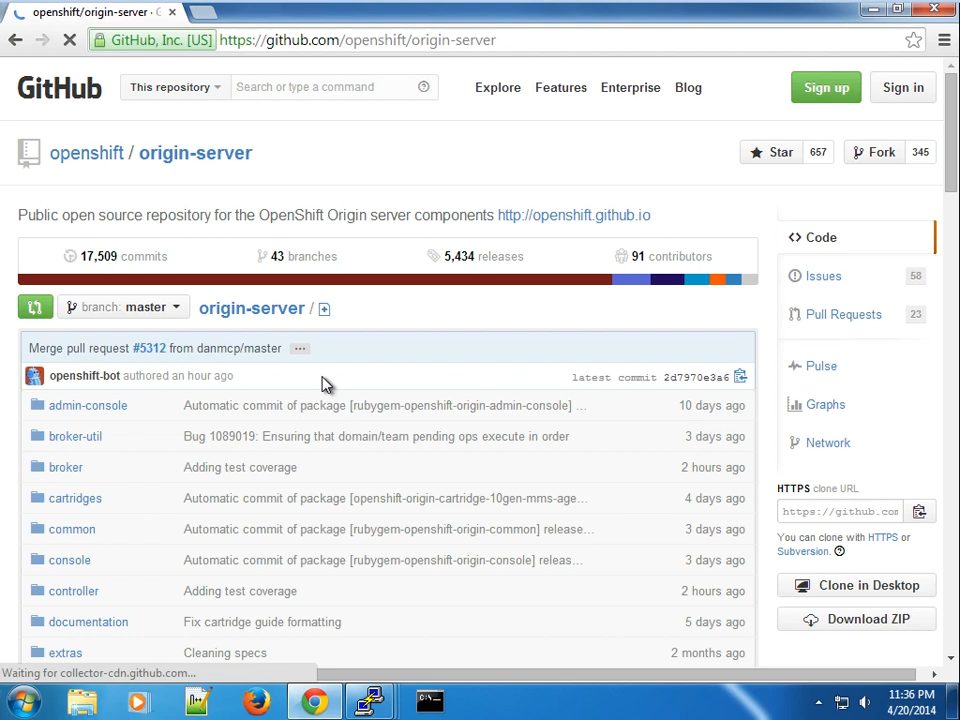 openshift/origin-server · G
GitHub, Inc. [US] https://github.com/openshift/origin-server
GitHub This repository Search or type a command Explore Features Enterprise Blog Sign up Sign in
openshift / origin-server Star 657 Fork 345
Public open source repository for the OpenShift Origin server components http://openshift.github.io
17,509 commits 43 branches 5,434 releases 91 contributors
branch: master origin-server /
Merge pull request #5312 from danmcp/master ...
openshift-bot authored an hour ago latest commit 2d7970e3a6
admin-console Automatic commit of package [rubygem-openshift-origin-admin-console] ... 10 days ago
broker-util Bug 1089019: Ensuring that domain/team pending ops execute in order 3 days ago
broker Adding test coverage 2 hours ago
cartridges Automatic commit of package [openshift-origin-cartridge-10gen-mms-age... 4 days ago
common Automatic commit of package [rubygem-openshift-origin-common] release... 3 days ago
console Automatic commit of package [rubygem-openshift-origin-console] releas... 3 days ago
controller Adding test coverage 2 hours ago
documentation Fix cartridge guide formatting 5 days ago
extras Cleaning specs 2 months ago
Code
Issues 58
Pull Requests 23
Pulse
Graphs
Network
HTTPS clone URL
https://github.com
You can clone with HTTPS or
Subversion.
Clone in Desktop
Download ZIP
Waiting for collector-cdn.github.com...
11:36 PM
4/20/2014